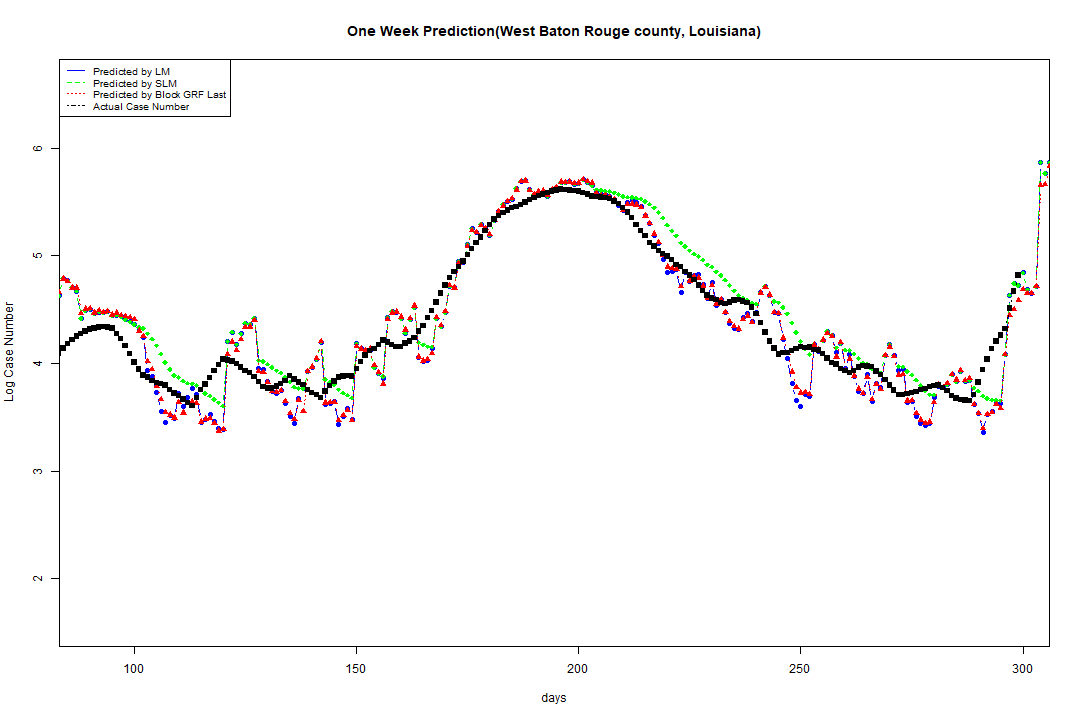 One Week Prediction(West Baton Rouge county, Louisiana)
Predicted by LM
Predicted by SLM
Predicted by Block GRF Last
Actual Case Number
Log Case Number
6
5
4
3
2
100 150 200 250 300
days